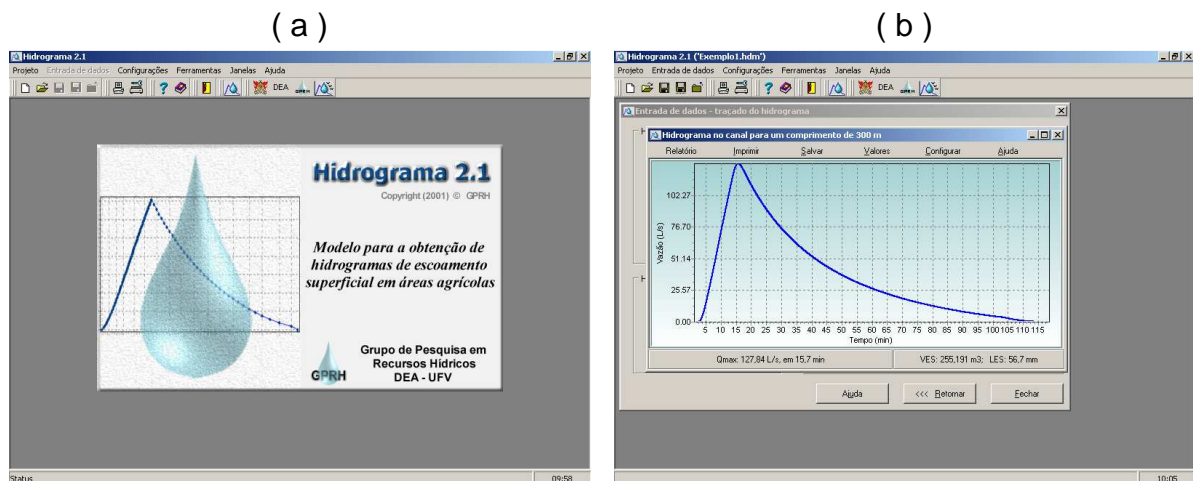 ( a )
Hidrograma 2.1
Projeto Entrada de dados Configurações Ferramentas Janelas Ajuda
DEA
Hidrograma 2.1
Copyright (2001) © GPRH
Modelo para a obtenção de
hidrogramas de escoamento
superficial em áreas agrícolas
Grupo de Pesquisa em
Recursos Hídricos
DEA - UFV
GPRH
Status
09:58
( b )
Hidrograma 2.1 ('Exemplo1.hdm')
Projeto Entrada de dados Configurações Ferramentas Janelas Ajuda
DEA
Entrada de dados - traçado do hidrograma
Hidrograma no canal para um comprimento de 300 m
Relatório Imprimir Salvar Valores Configurar Ajuda
102.27
76.70
51.14
25.57
0.00
Vazão (L/s)
5 10 15 20 25 30 35 40 45 50 55 60 65 70 75 80 85 90 95 100 105 110 115
Tempo (min)
Qmax: 127,84 L/s, em 15,7 min
VES: 255,191 m3; LES: 56,7 mm
Ajuda
<<< Retornar
Fechar
10:05